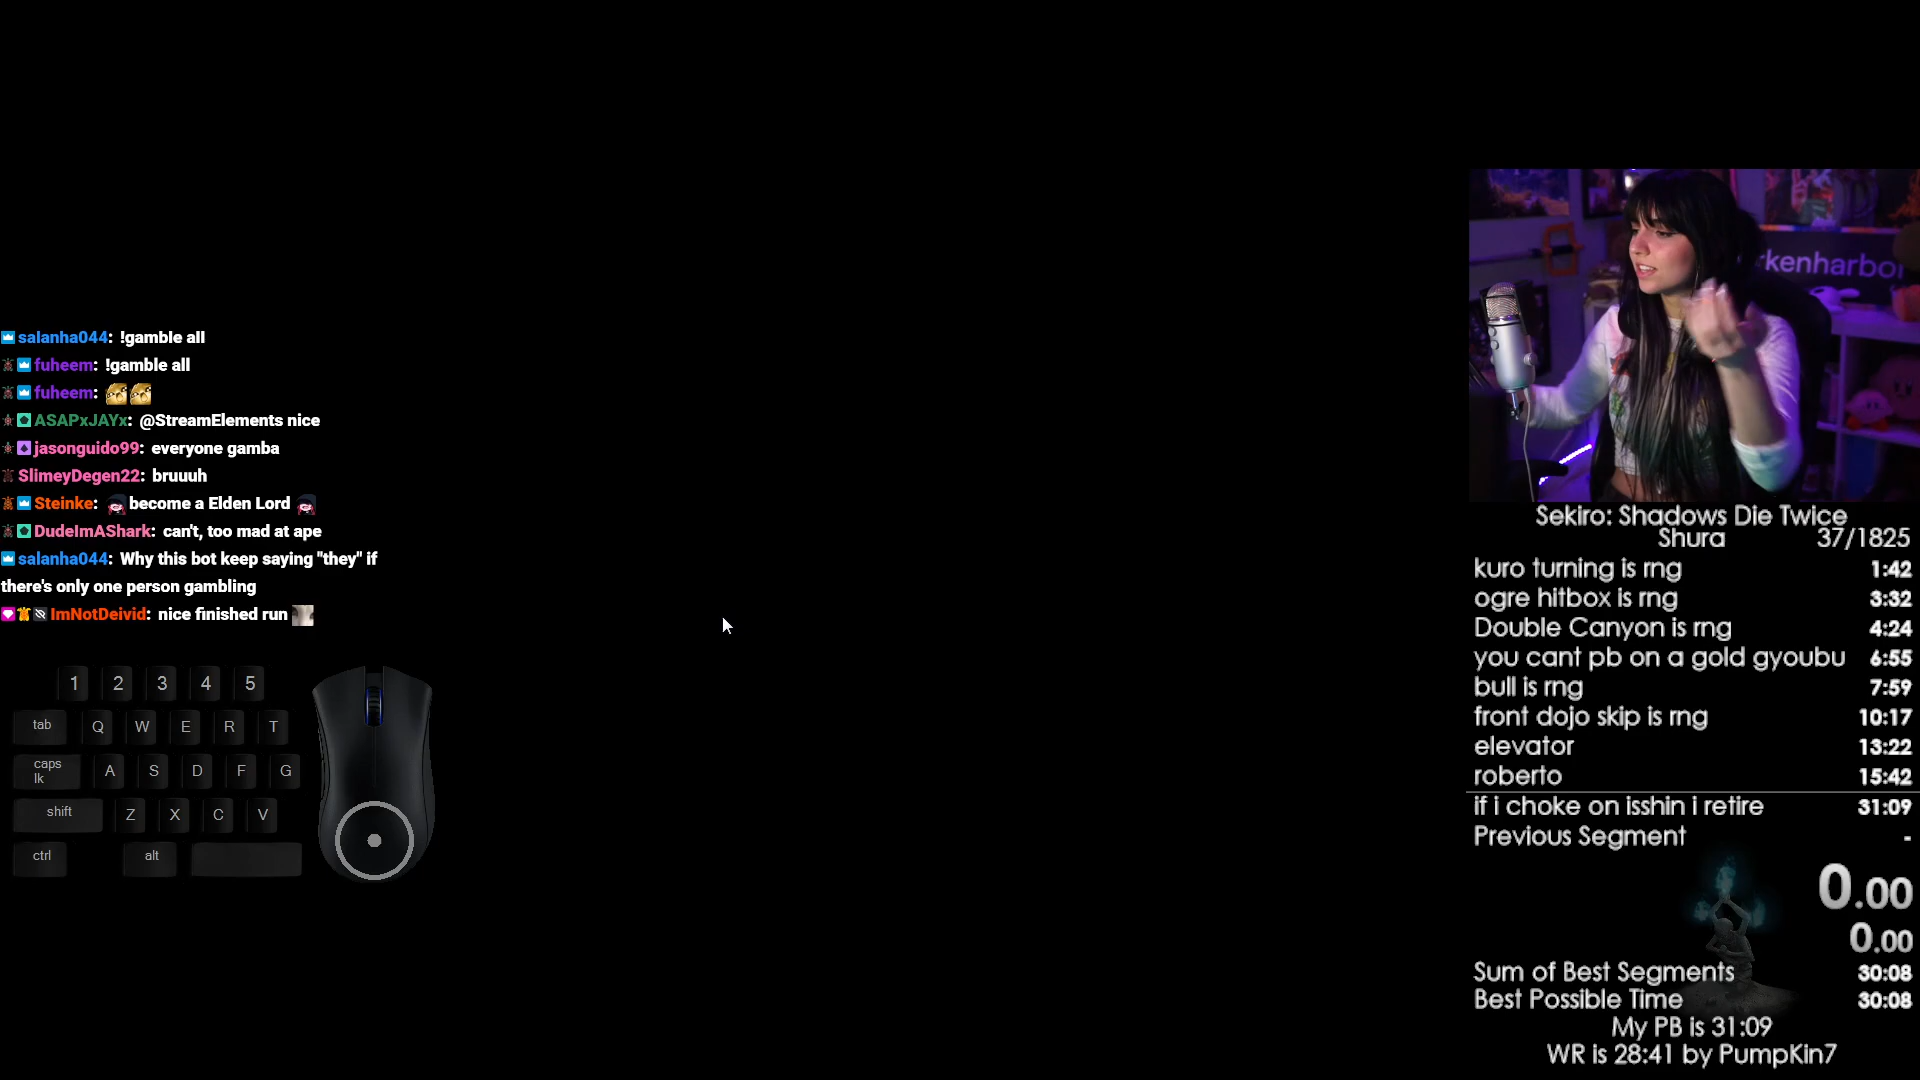 salanha044: !gamble all
fuheem: !gamble all
fuheem:
ASAPxJAYx: @StreamElements nice
jasonguido99: everyone gamba
SlimeyDegen22: bruuuh
Steinke: become a Elden Lord
DudeImAShark: can't, too mad at ape
salanha044: Why this bot keep saying "they" if
there's only one person gambling
ImNotDeivid: nice finished run
1 2 3 4 5
tab Q W E R T
caps
lk A S D F G
shift Z X C V
ctrl alt
rkenharbor
Sekiro: Shadows Die Twice
Shura 37/1825
kuro turning is rng 1:42
ogre hitbox is rng 3:32
Double Canyon is rng 4:24
you cant pb on a gold gyoubu 6:55
bull is rng 7:59
front dojo skip is rng 10:17
elevator 13:22
roberto 15:42
if i choke on isshin i retire 31:09
Previous Segment -
0.00
0.00
Sum of Best Segments 30:08
Best Possible Time 30:08
My PB is 31:09
WR is 28:41 by PumpKin7